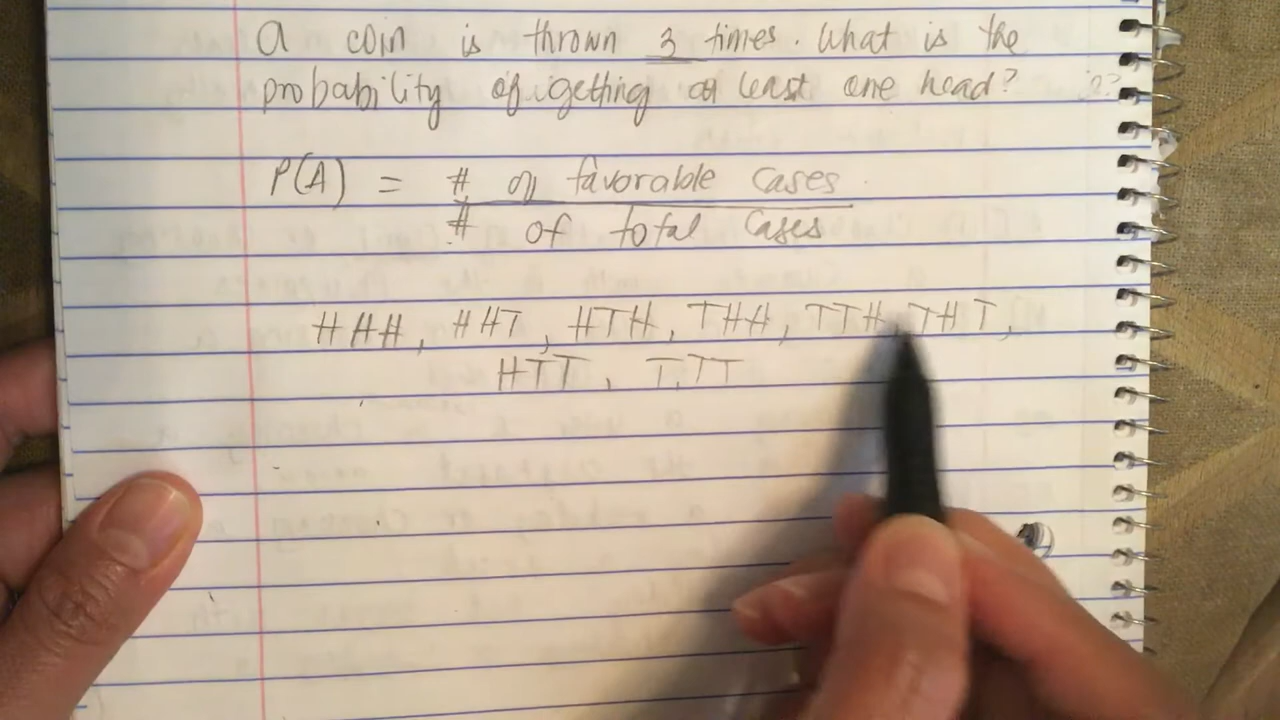 A coin is thrown 3 times. What is the
probability of getting at least one head?
P(A) = # of favorable cases
# of total cases
HHH, HHT, HTH, THH, TTH, THT,
HTT, TTT